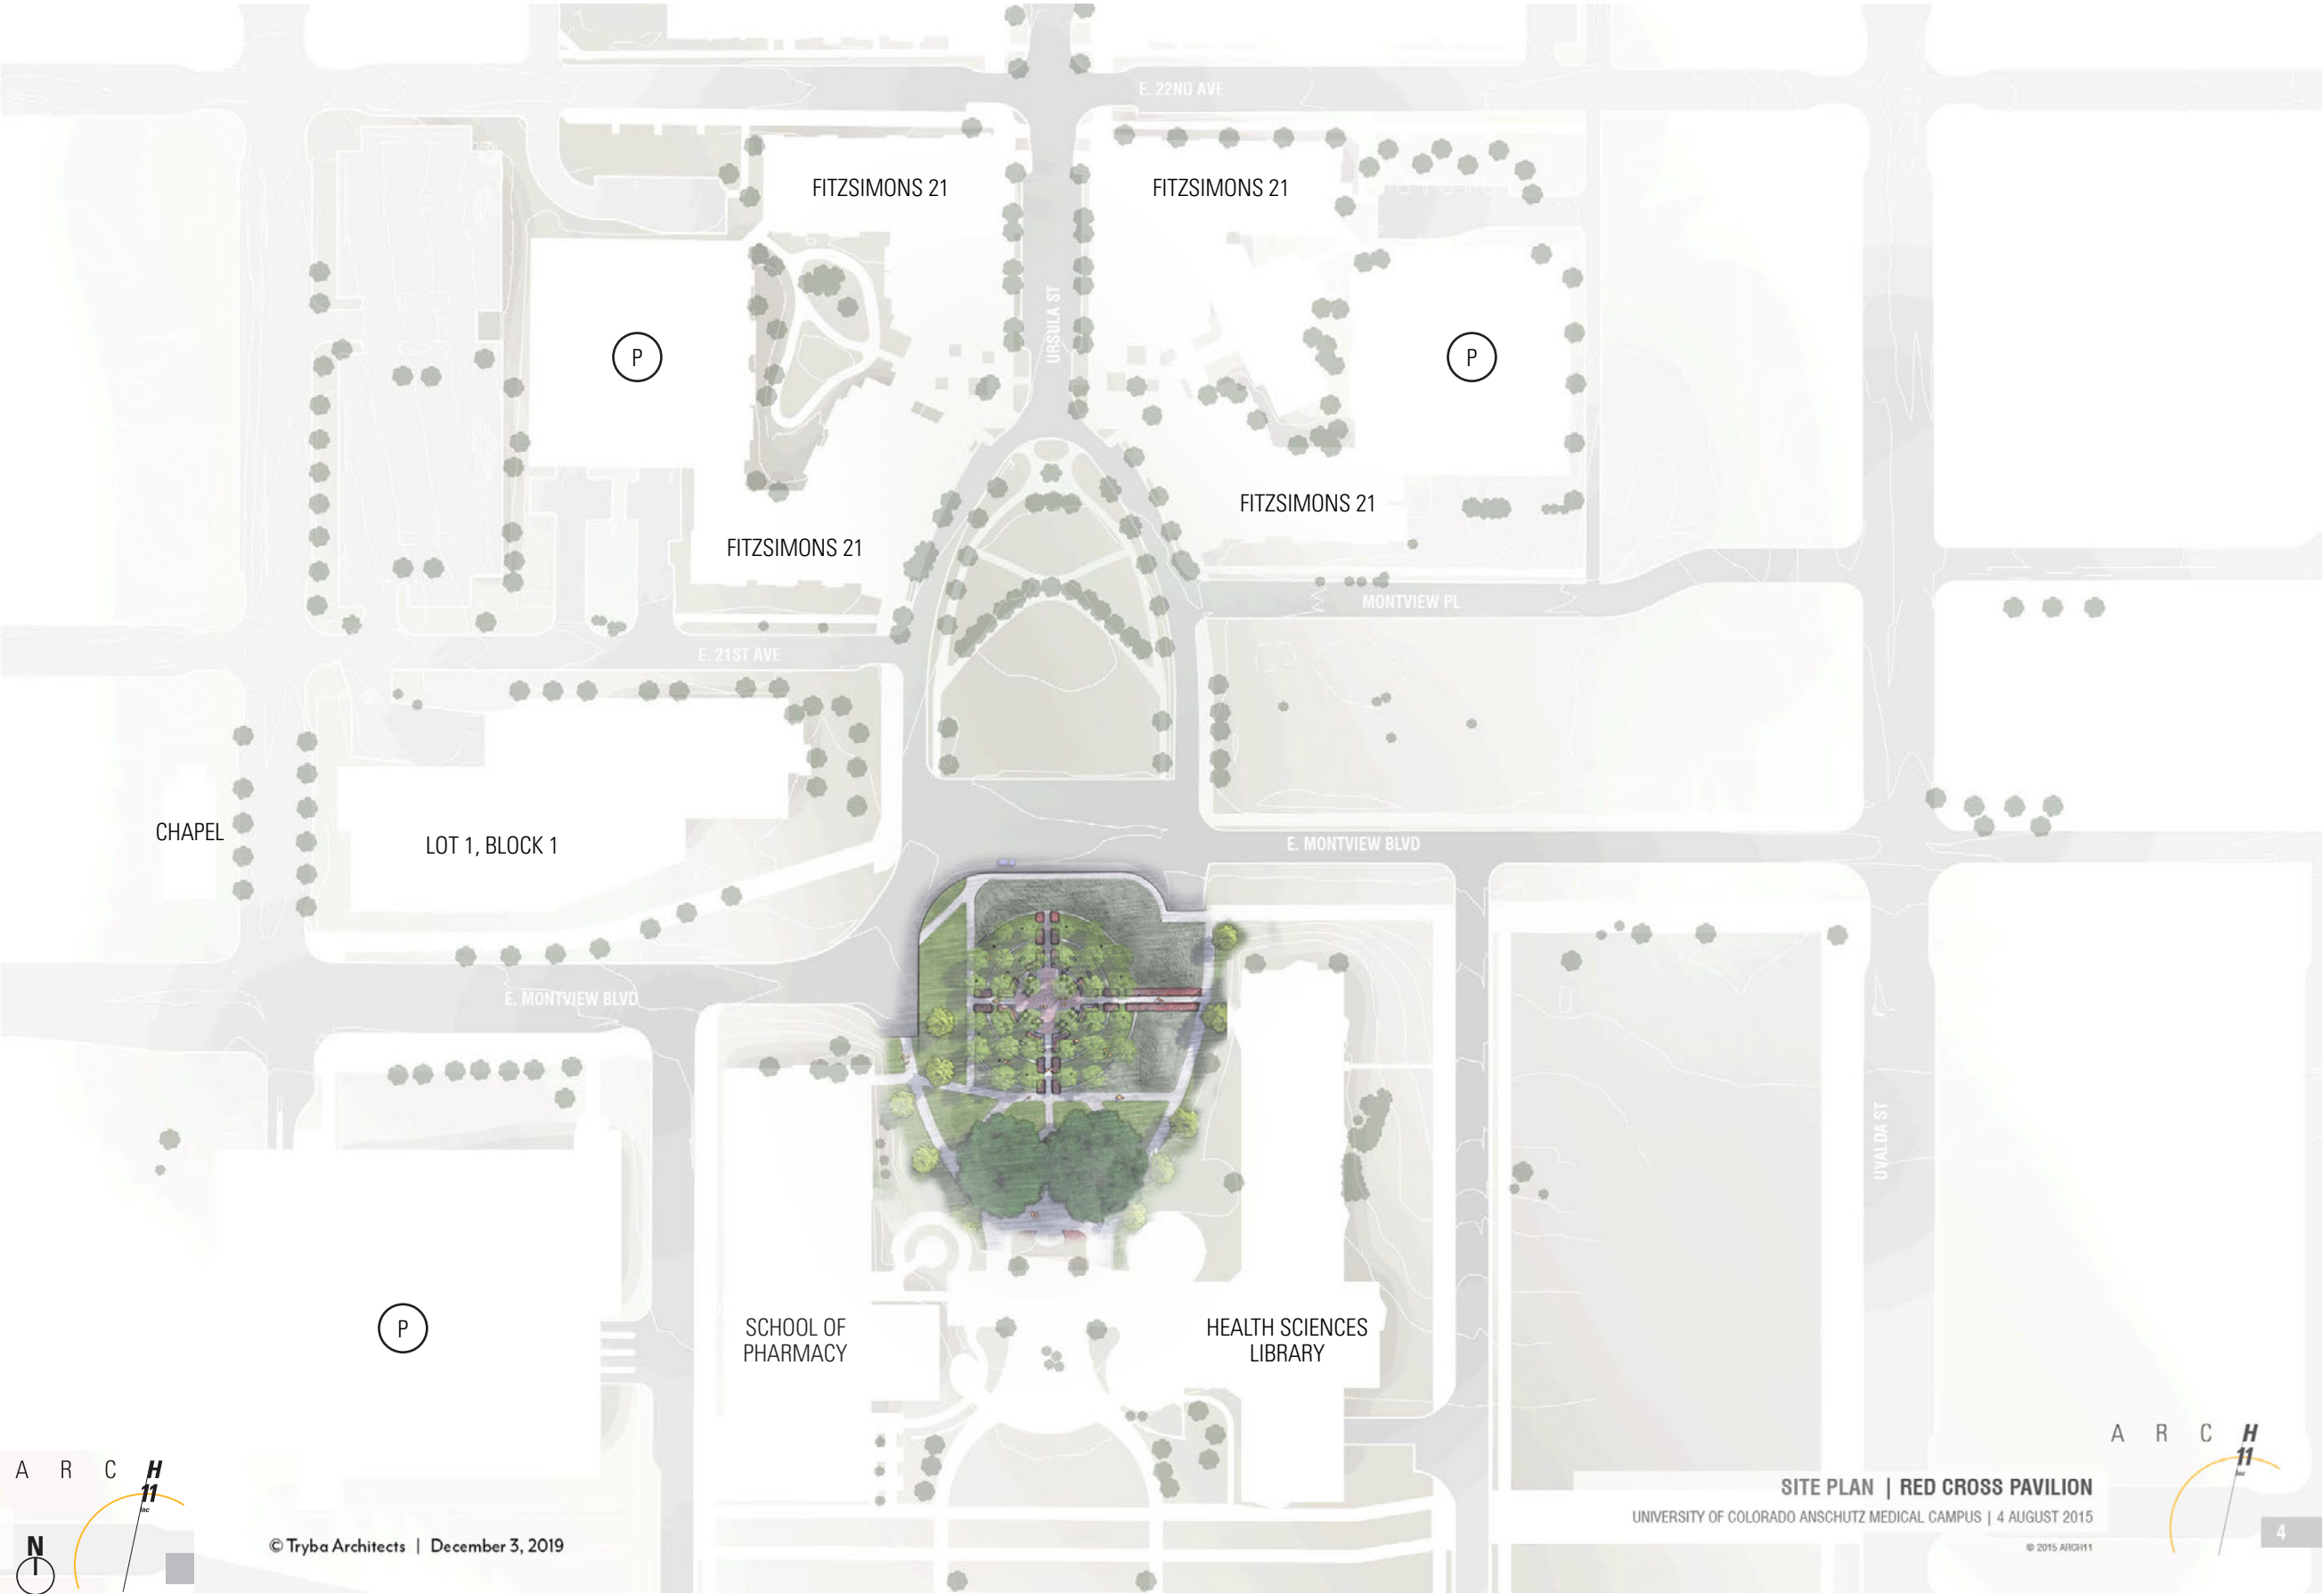 E. 22ND AVE
FITZSIMONS 21
FITZSIMONS 21
URSULA ST
P
P
FITZSIMONS 21
FITZSIMONS 21
MONTVIEW PL
E. 21ST AVE
CHAPEL
LOT 1, BLOCK 1
E. MONTVIEW BLVD
E. MONTVIEW BLVD
UVALDA ST
P
SCHOOL OF
PHARMACY
HEALTH SCIENCES
LIBRARY
A R C H
11
inc
N
© Tryba Architects | December 3, 2019
A R C H
11
inc
SITE PLAN | RED CROSS PAVILION
UNIVERSITY OF COLORADO ANSCHUTZ MEDICAL CAMPUS | 4 AUGUST 2015
© 2015 ARCH11
4